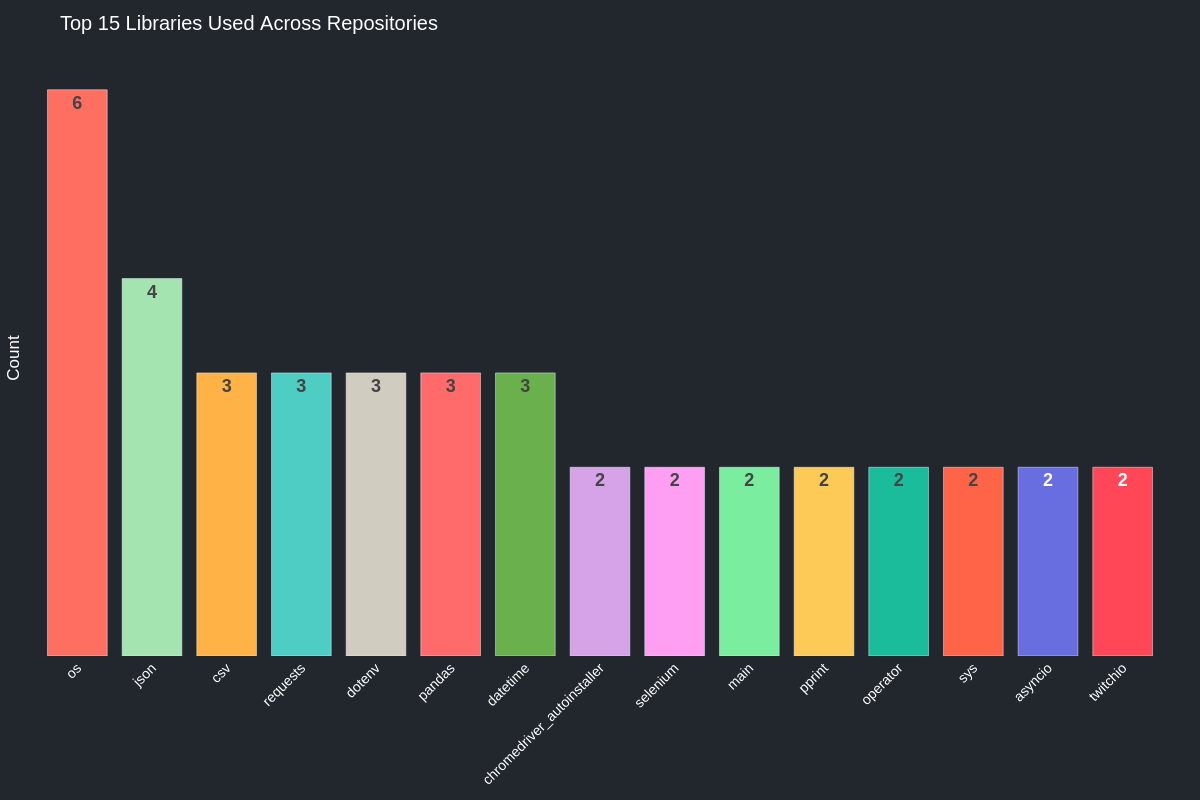 Top 15 Libraries Used Across Repositories
Count
6
4
3
3
3
3
3
2
2
2
2
2
2
2
2
os
json
csv
requests
dotenv
pandas
datetime
chromedriver_autoinstaller
selenium
main
pprint
operator
sys
asyncio
twitchio